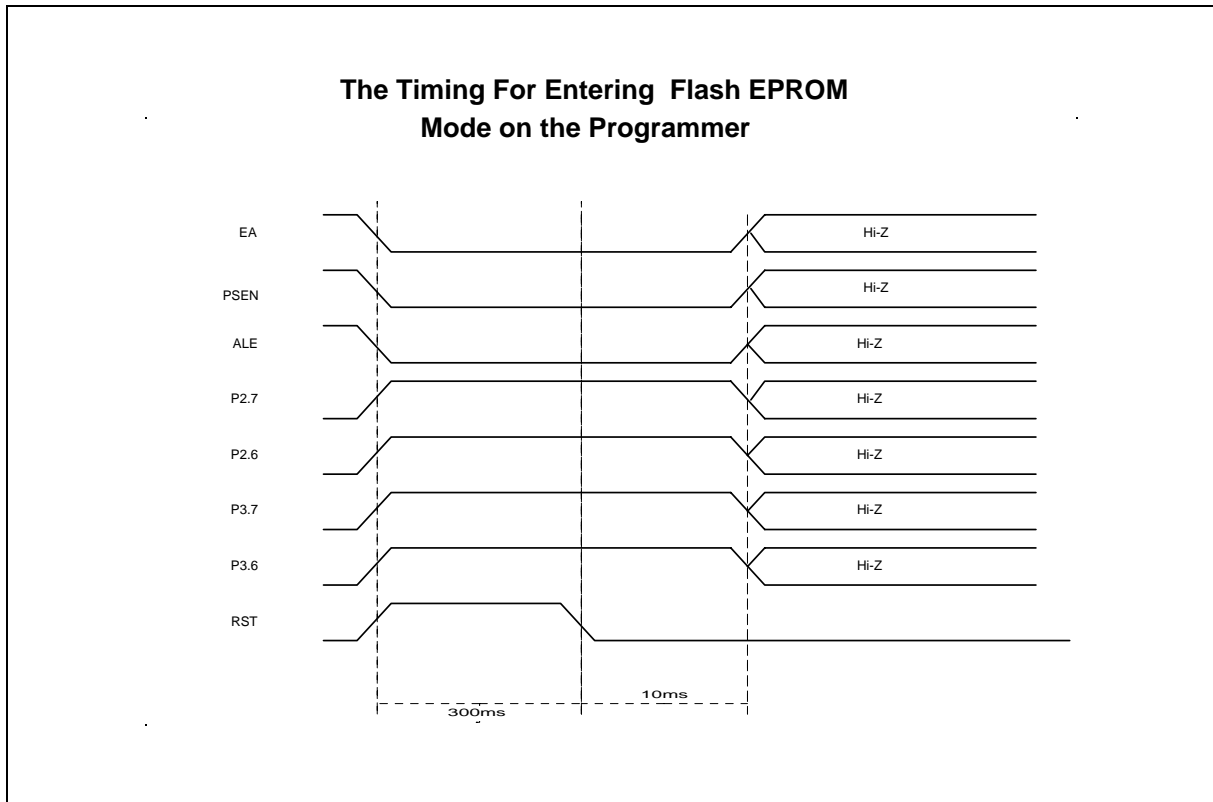 The Timing For Entering Flash EPROM
Mode on the Programmer
EA
Hi-Z
PSEN
Hi-Z
ALE
Hi-Z
P2.7
Hi-Z
P2.6
Hi-Z
P3.7
Hi-Z
P3.6
Hi-Z
RST
10ms
300ms